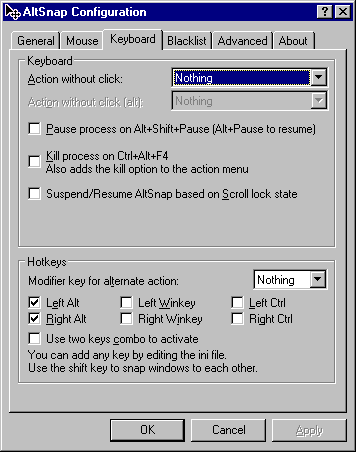 AltSnap Configuration
General Mouse Keyboard Blacklist Advanced About
Keyboard
Action without click: Nothing
Action without click (alt): Nothing
Pause process on Alt+Shift+Pause (Alt+Pause to resume)
Kill process on Ctrl+Alt+F4
Also adds the kill option to the action menu
Suspend/Resume AltSnap based on Scroll lock state
Hotkeys
Modifier key for alternate action: Nothing
Left Alt Left Winkey Left Ctrl
Right Alt Right Winkey Right Ctrl
Use two keys combo to activate
You can add any key by editing the ini file.
Use the shift key to snap windows to each other.
OK Cancel Apply